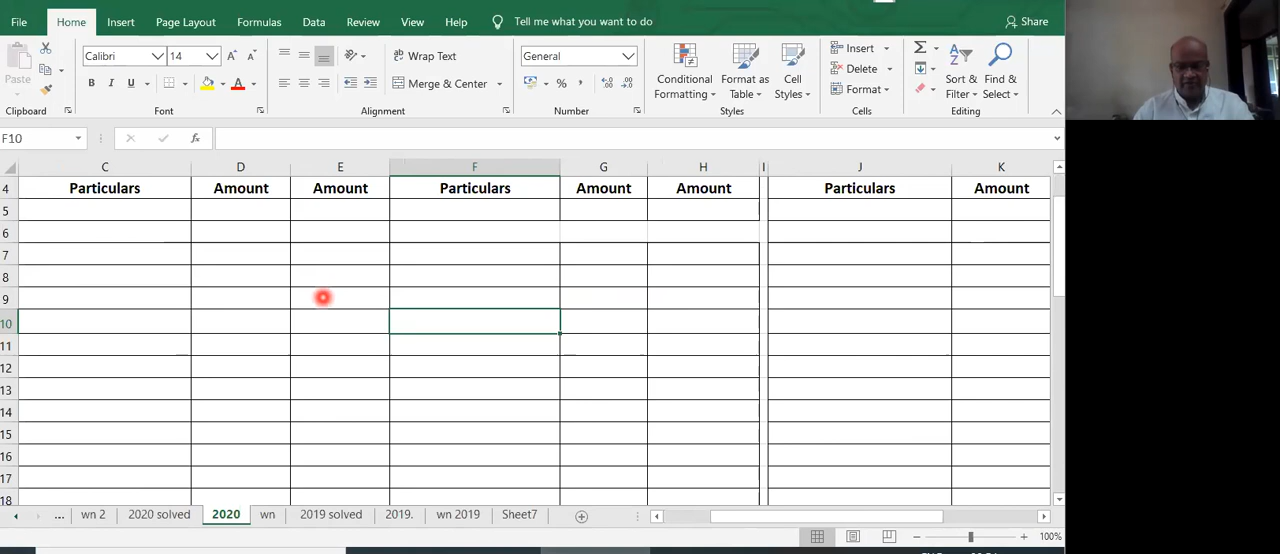 File Home Insert Page Layout Formulas Data Review View Help Tell me what you want to do Share
Paste Calibri 14 A A Wrap Text General Insert Σ
B I U A Merge & Center % Conditional Formatting Format as Table Cell Styles Delete Format Sort & Filter Find & Select
Clipboard Font Alignment Number Styles Cells Editing
F10 fx
C D E F G H I J K
4 Particulars Amount Amount Particulars Amount Amount Particulars Amount
5
6
7
8
9
10
11
12
13
14
15
16
17
18
... wn 2 2020 solved 2020 wn 2019 solved 2019. wn 2019 Sheet7
100%